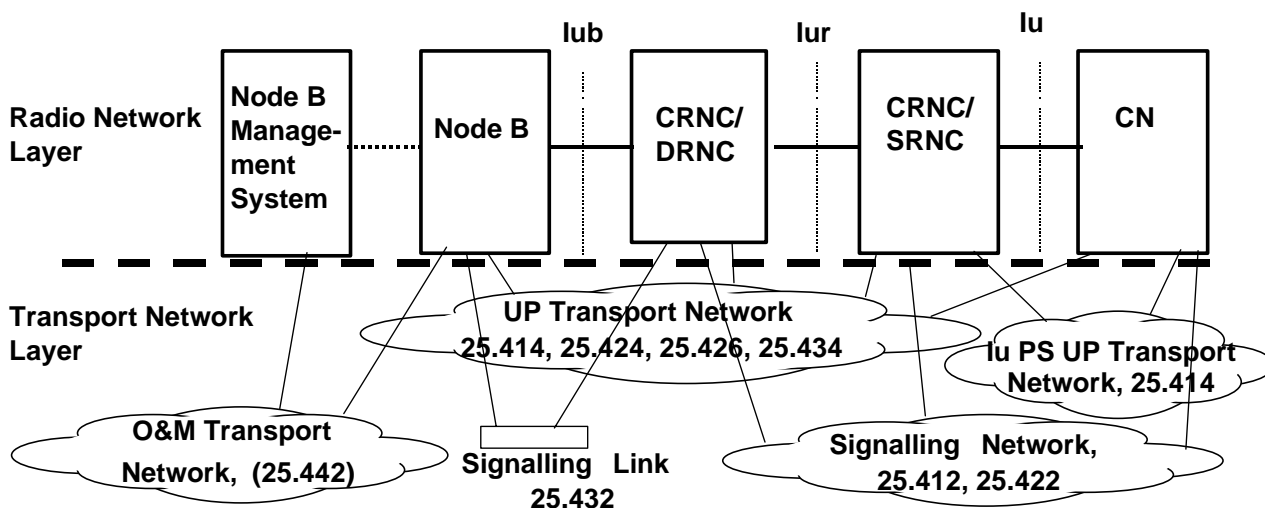 Iub
Iur
Iu
Radio Network
Layer
Node B
Manage-
ment
System
Node B
CRNC/
DRNC
CRNC/
SRNC
CN
Transport Network
Layer
UP Transport Network
25.414, 25.424, 25.426, 25.434
Iu PS UP Transport
Network, 25.414
O&M Transport
Network, (25.442)
Signalling Link
25.432
Signalling Network,
25.412, 25.422